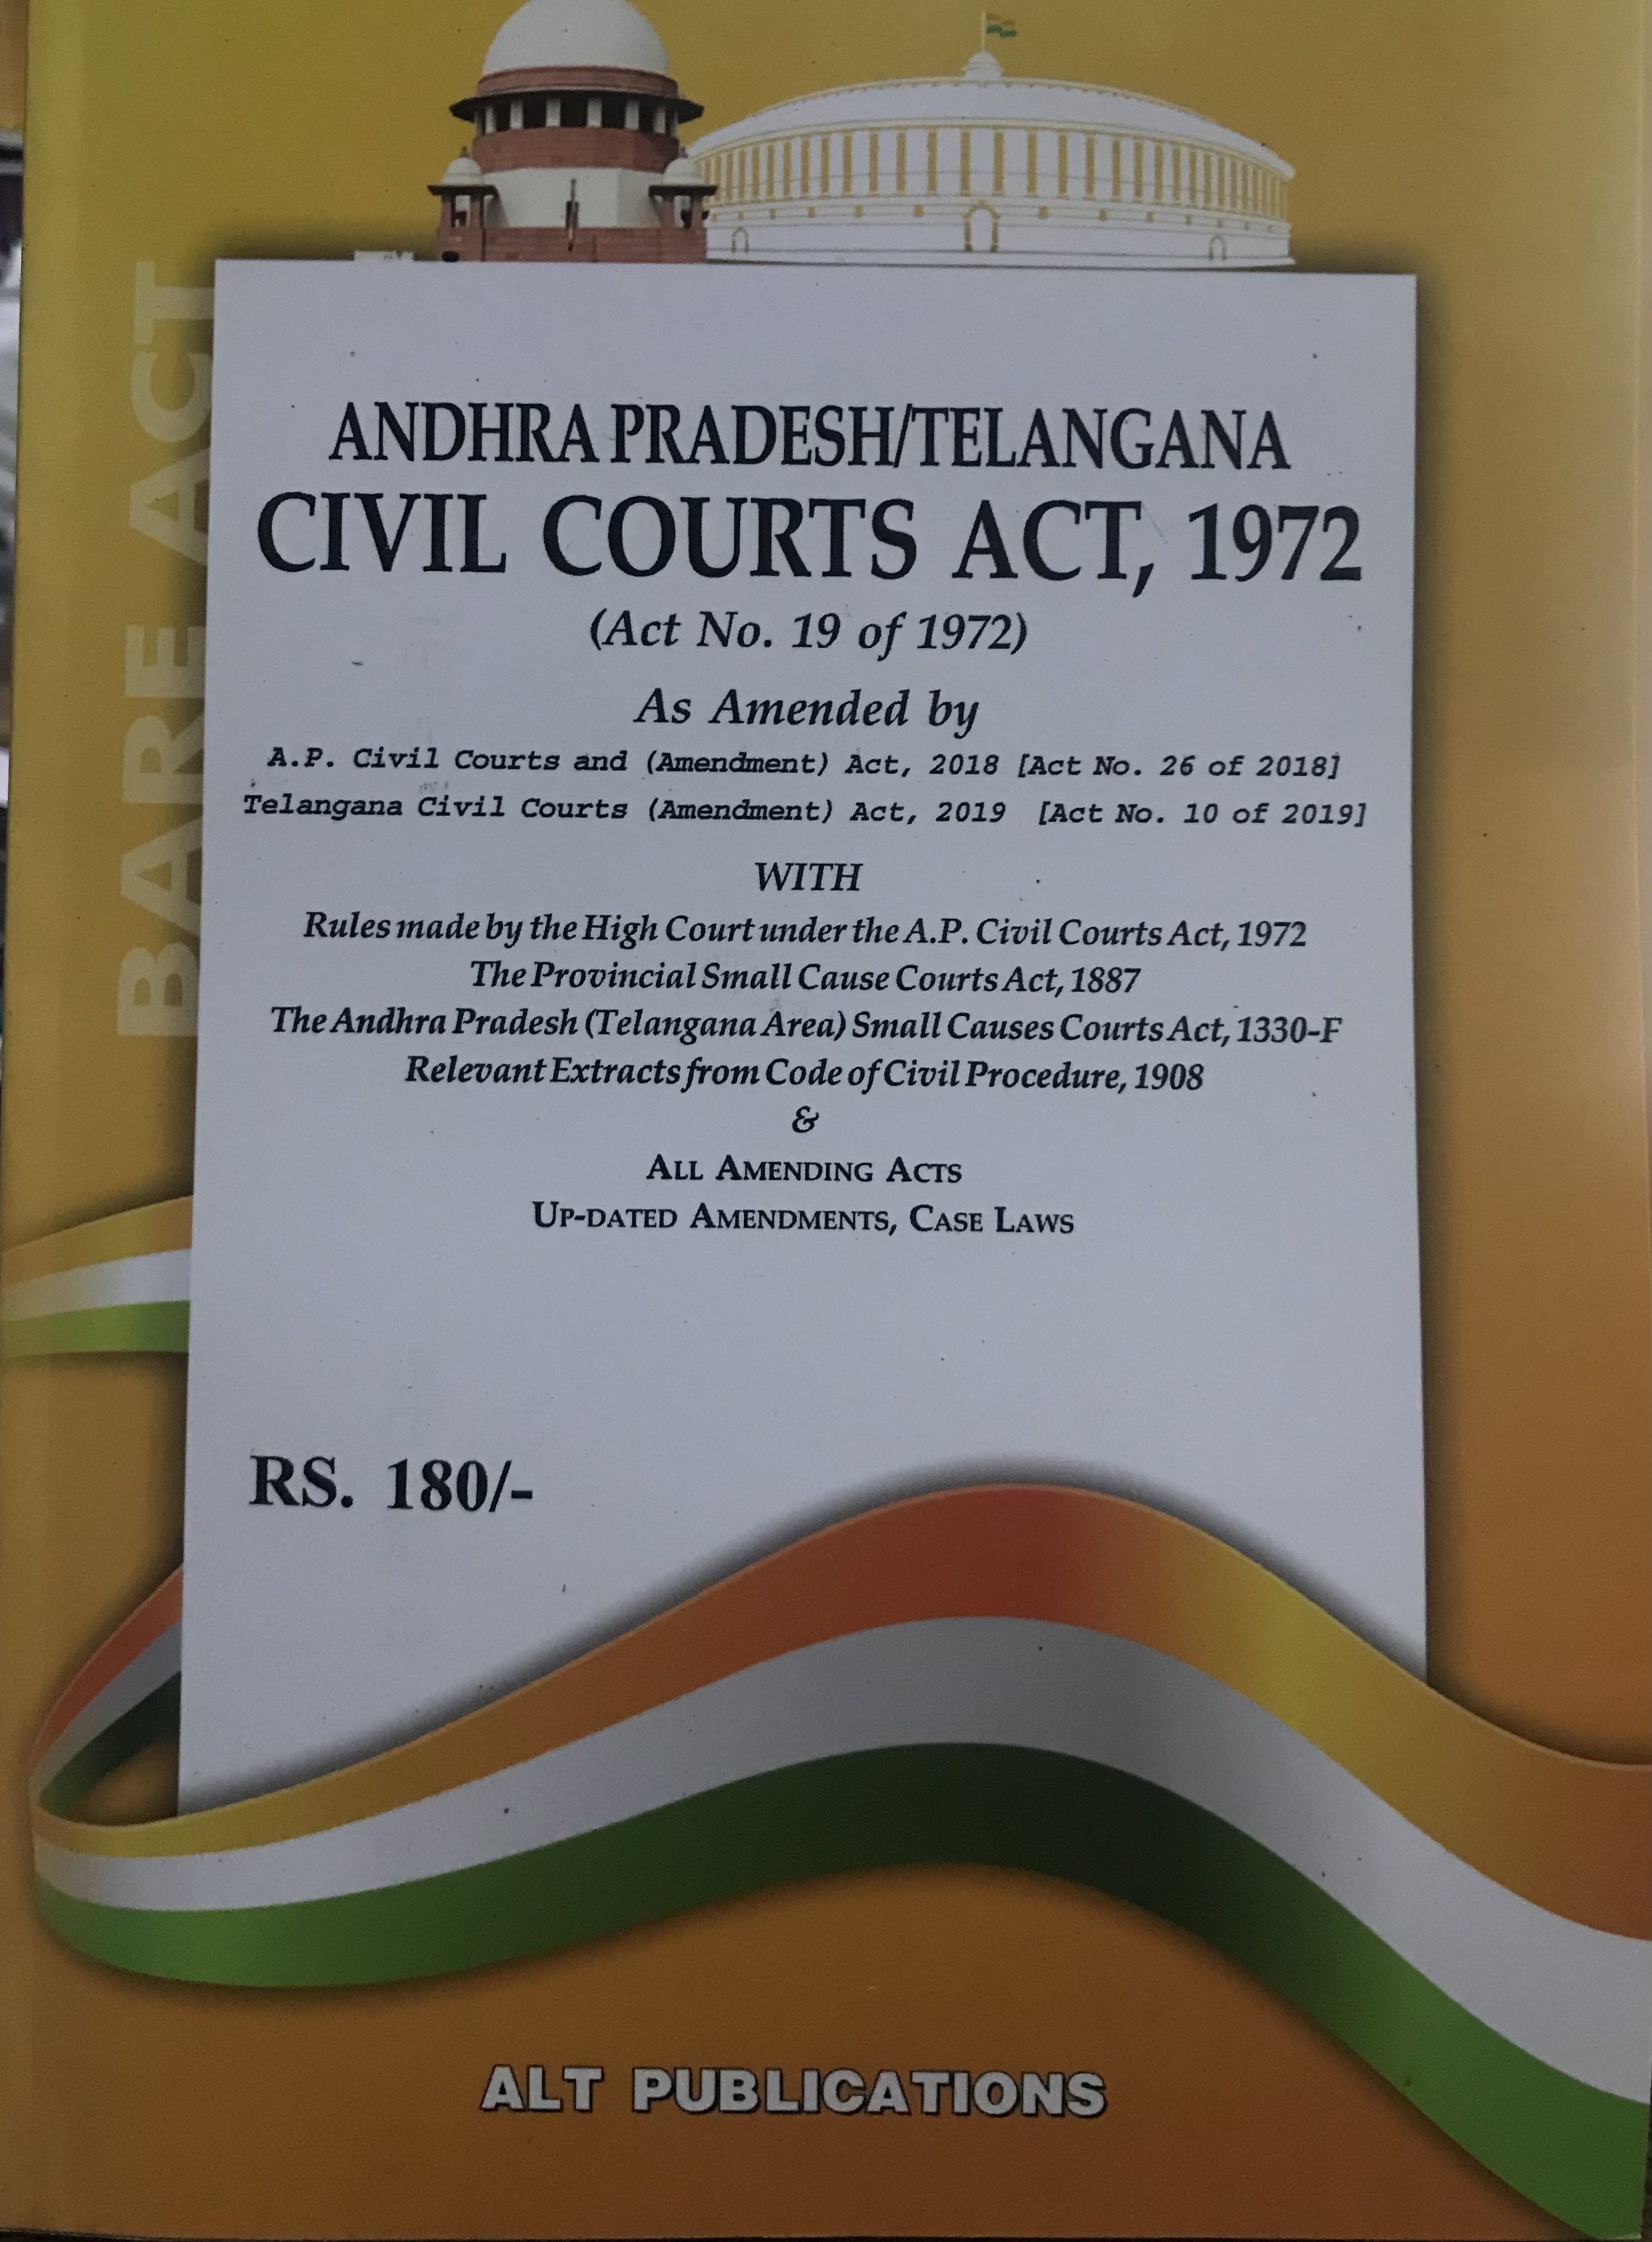 BARE ACT
ANDHRA PRADESH/TELANGANA
CIVIL COURTS ACT, 1972
(Act No. 19 of 1972)
As Amended by
A.P. Civil Courts and (Amendment) Act, 2018 [Act No. 26 of 2018]
Telangana Civil Courts (Amendment) Act, 2019 [Act No. 10 of 2019]
WITH
Rules made by the High Court under the A.P. Civil Courts Act, 1972
The Provincial Small Cause Courts Act, 1887
The Andhra Pradesh (Telangana Area) Small Causes Courts Act, 1330-F
Relevant Extracts from Code of Civil Procedure, 1908
&
ALL AMENDING ACTS
UP-DATED AMENDMENTS, CASE LAWS
RS. 180/-
ALT PUBLICATIONS